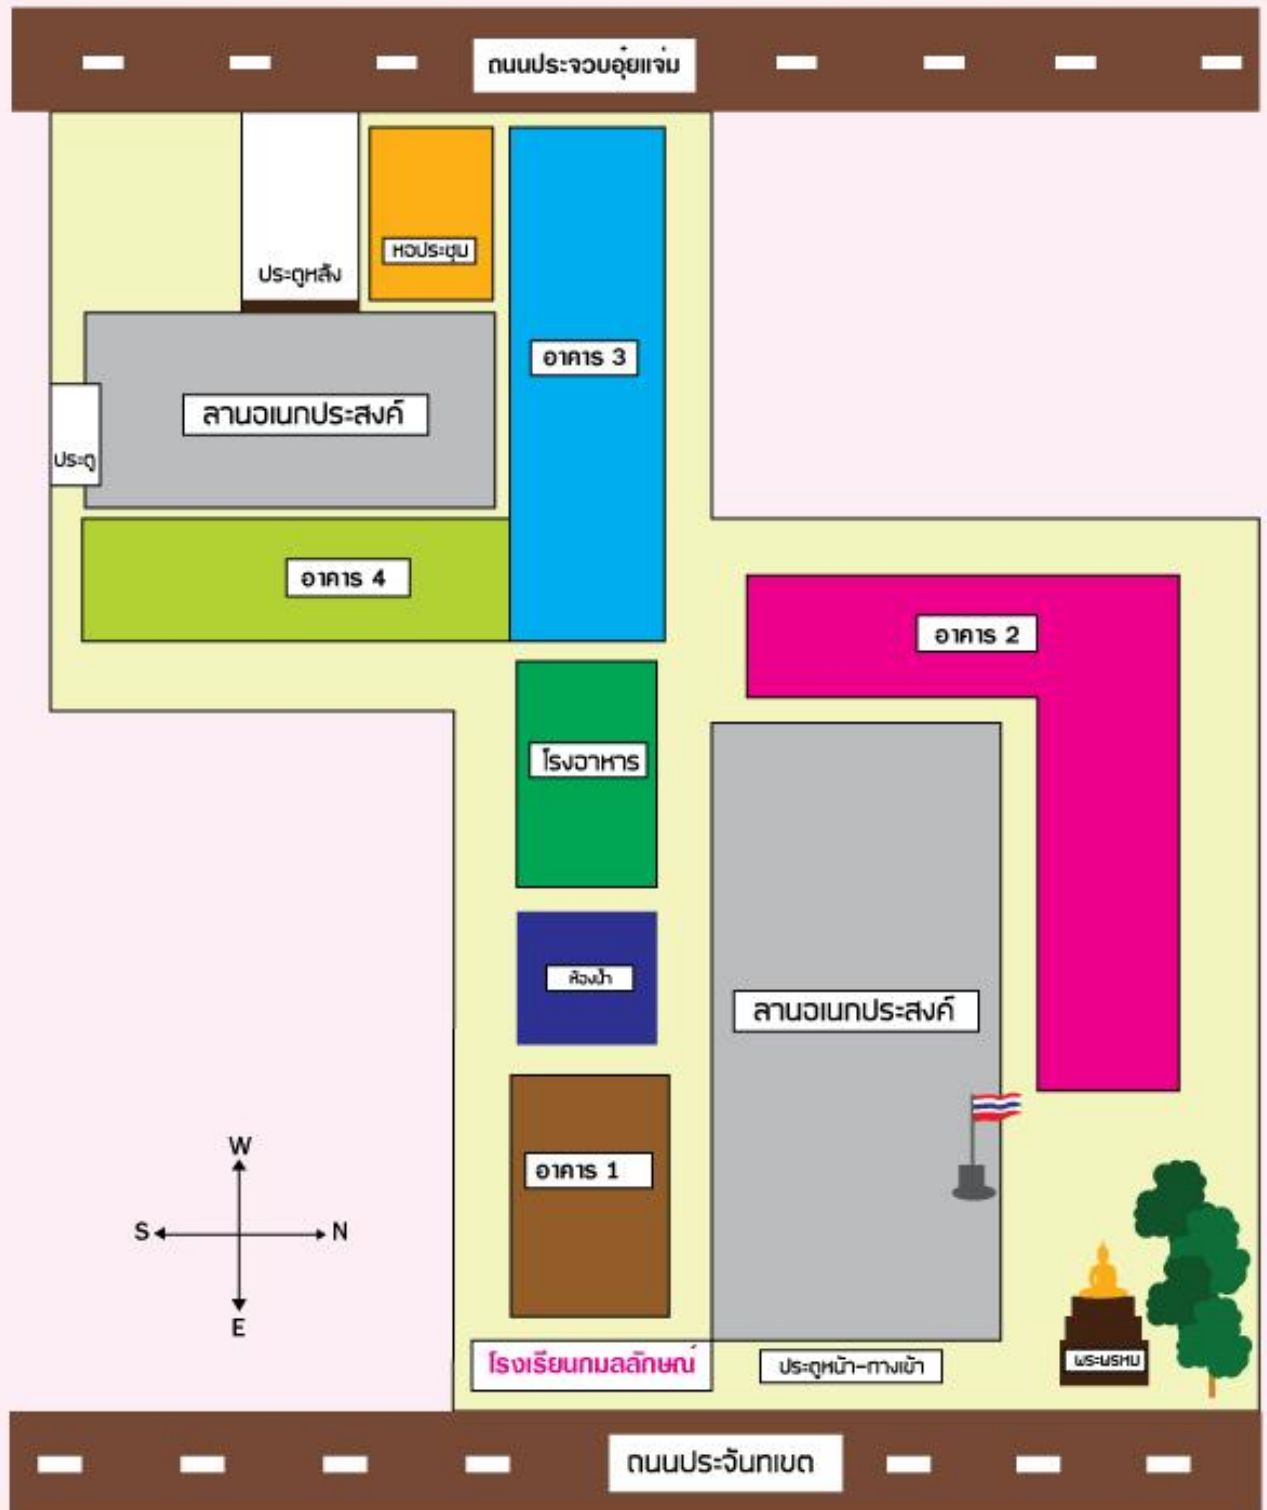 ถนนประจวบอุ๋ยแจ่ม
ประตูหลัง
หอประชุม
อาคาร 3
ลานอเนกประสงค์
ประตู
อาคาร 4
อาคาร 2
โรงอาหาร
ห้องน้ำ
ลานอเนกประสงค์
อาคาร 1
W
S
N
E
โรงเรียนกมลลักษณ์
ประตูหน้า-ทางเข้า
พระพรหม
ถนนประจันทเขต